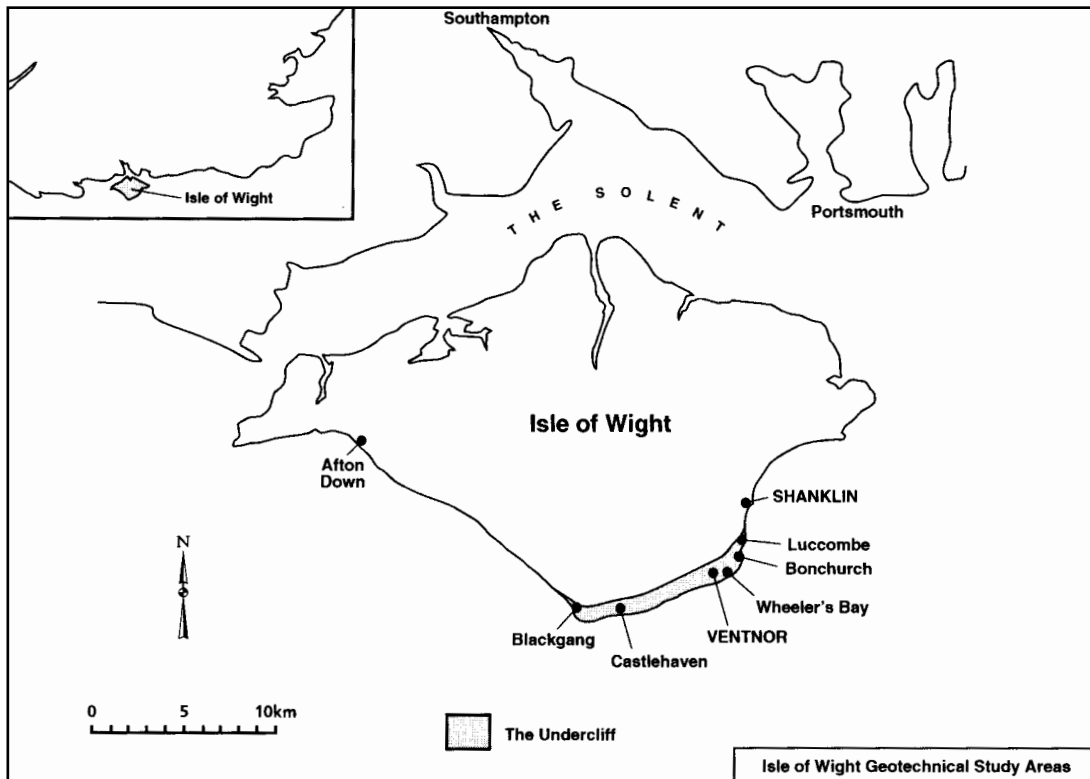 Southampton
Isle of Wight
THE SOLENT
Portsmouth
Isle of Wight
Afton
Down
SHANKLIN
Luccombe
Bonchurch
Wheeler's Bay
VENTNOR
Castlehaven
Blackgang
N
0 5 10km
The Undercliff
Isle of Wight Geotechnical Study Areas